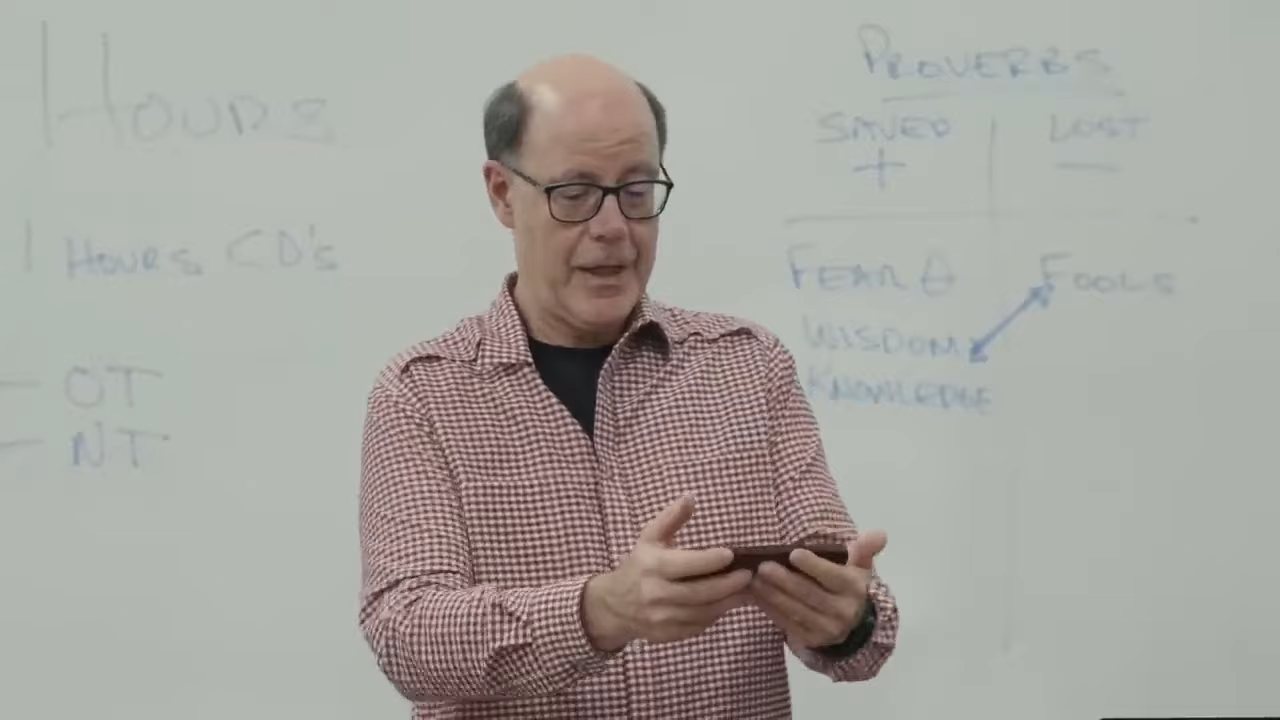 HOURS
HOURS CD'S
- OT
- NT
PROVERBS
SAVED LOST
+ -
FEAR θ FOOLS
WISDOM
KNOWLEDGE